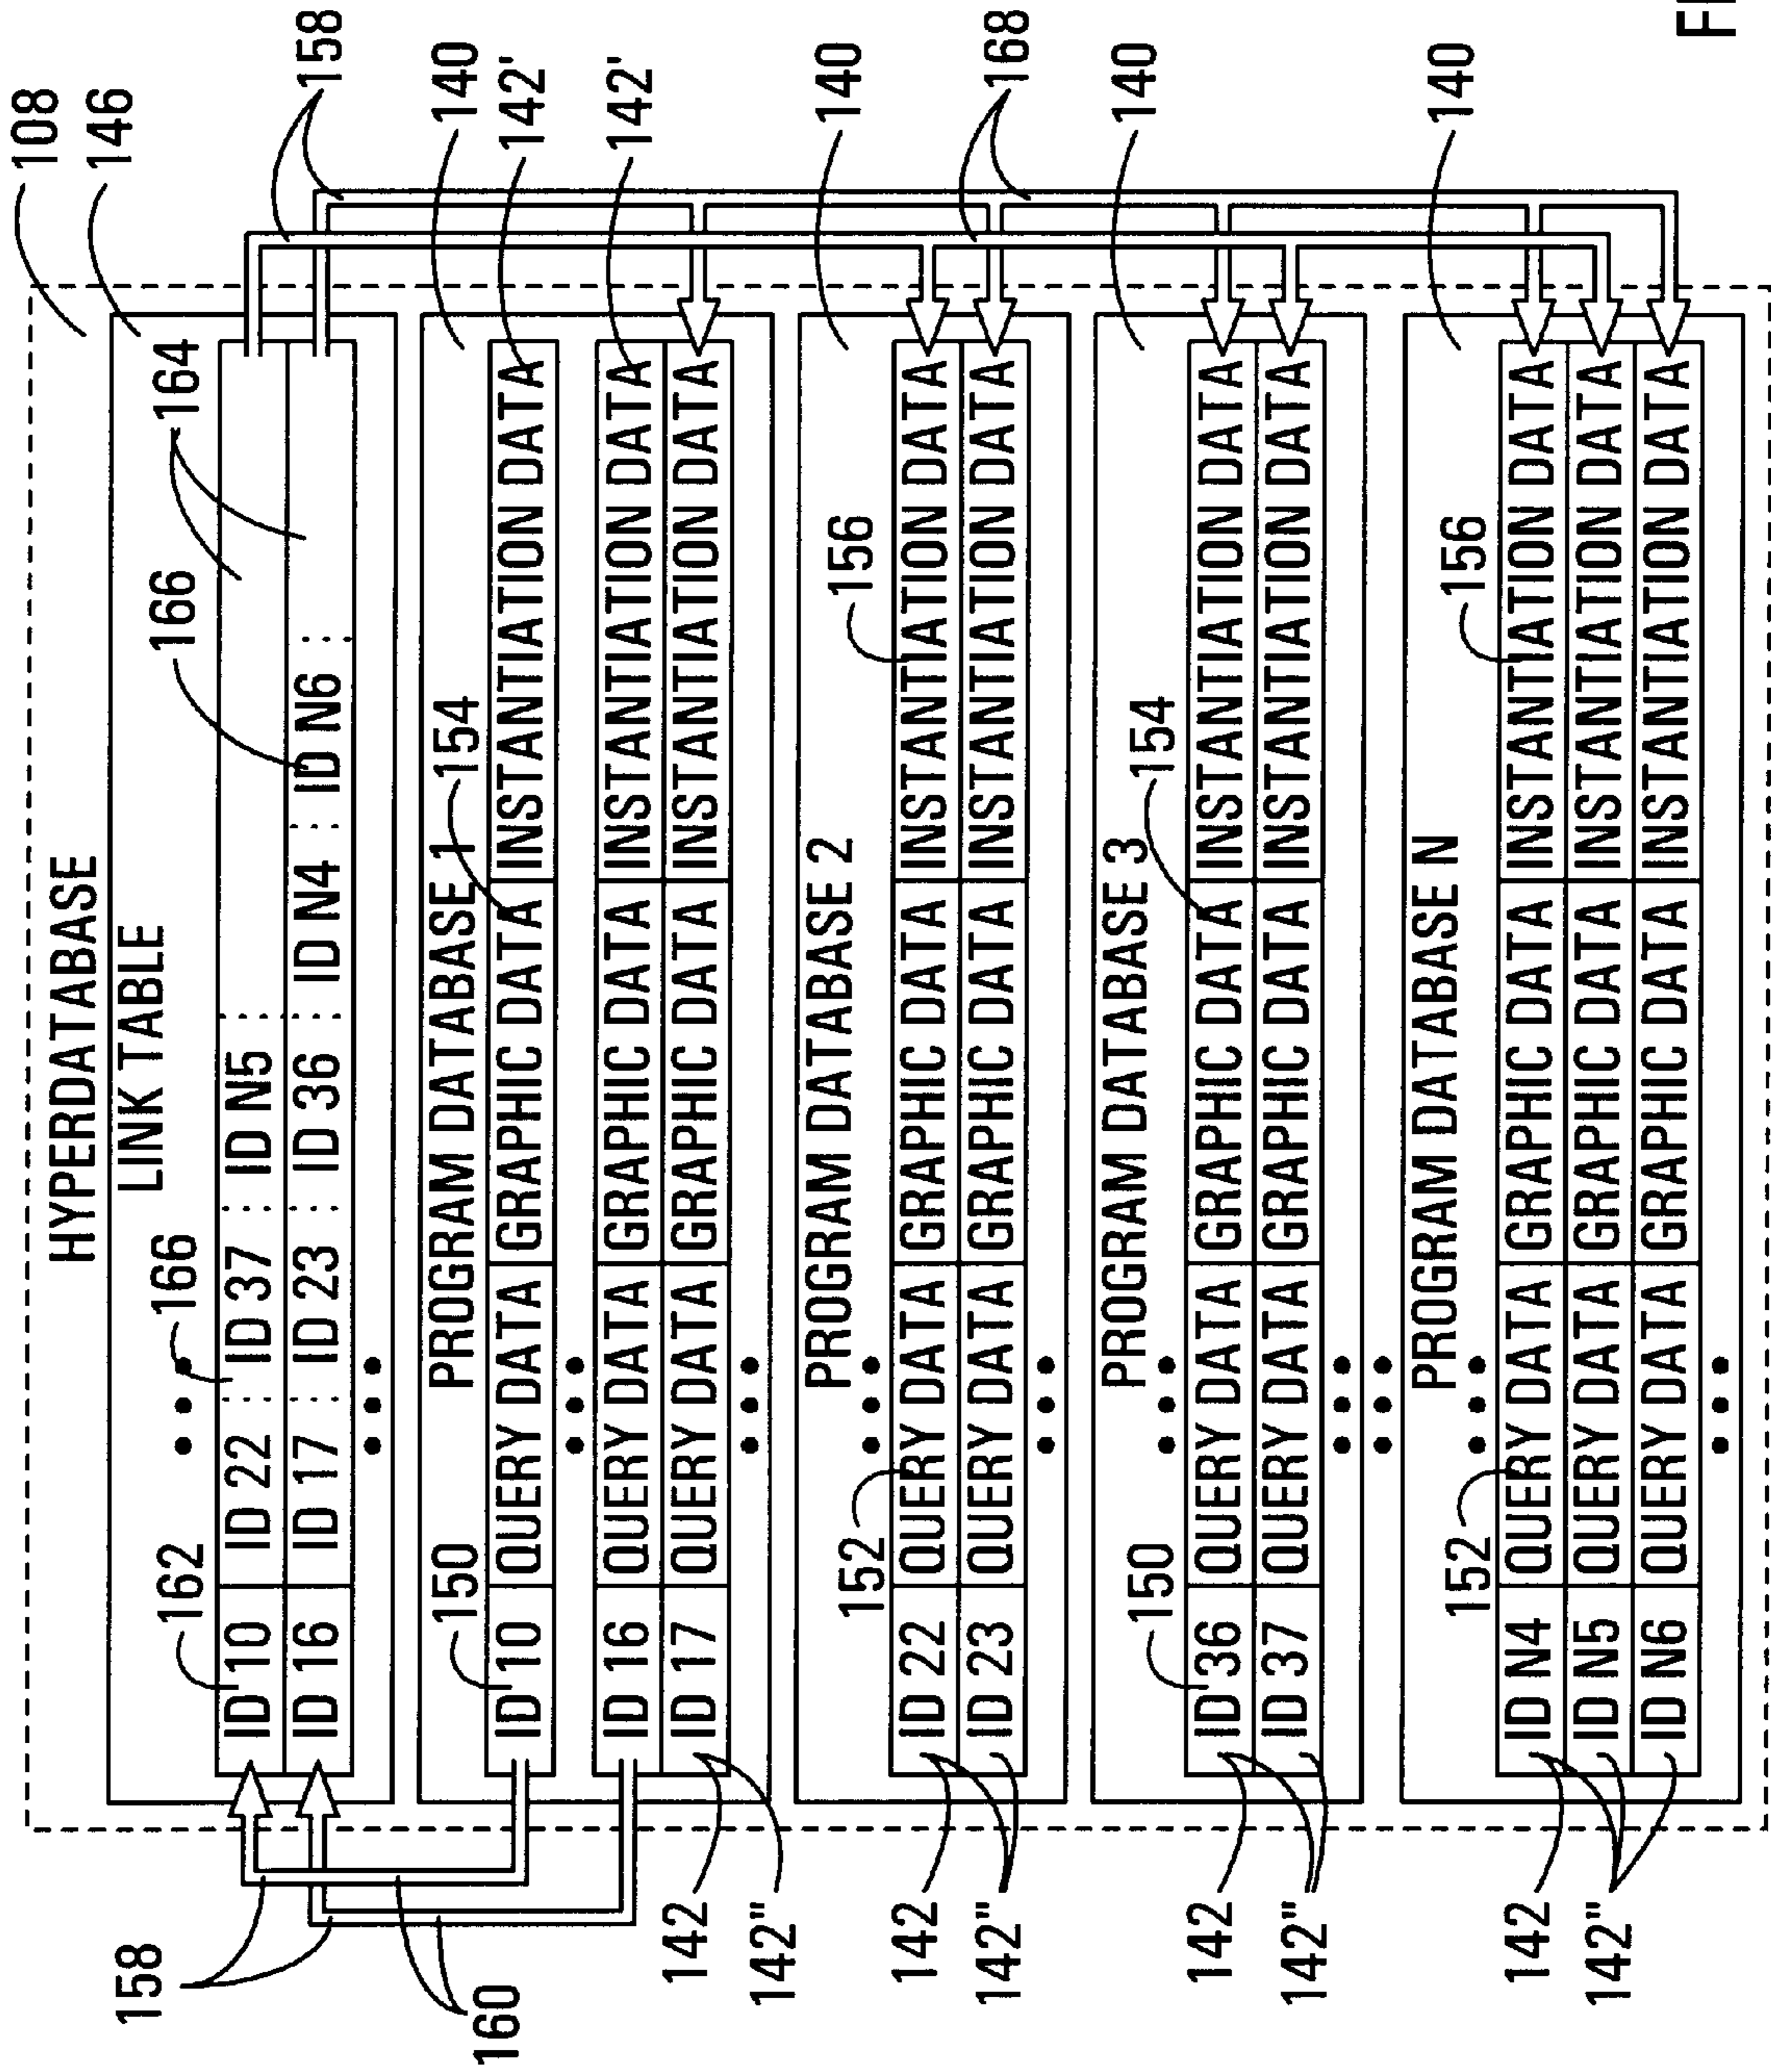 108
146
HYPERDATABASE
LINK TABLE
162
166
166
164
158
ID 10 ID 22 ID 37 ID N5
ID 16 ID 17 ID 23 ID 36 ID N4 ID N6
158
160
PROGRAM DATABASE 1
150
154
140
142'
142'
ID 10 QUERY DATA GRAPHIC DATA INSTANTIATION DATA
ID 16 QUERY DATA GRAPHIC DATA INSTANTIATION DATA
ID 17 QUERY DATA GRAPHIC DATA INSTANTIATION DATA
142
142"
PROGRAM DATABASE 2
152
156
140
ID 22 QUERY DATA GRAPHIC DATA INSTANTIATION DATA
ID 23 QUERY DATA GRAPHIC DATA INSTANTIATION DATA
142
142"
168
PROGRAM DATABASE 3
150
154
140
ID 36 QUERY DATA GRAPHIC DATA INSTANTIATION DATA
ID 37 QUERY DATA GRAPHIC DATA INSTANTIATION DATA
142
142"
PROGRAM DATABASE N
152
156
140
ID N4 QUERY DATA GRAPHIC DATA INSTANTIATION DATA
ID N5 QUERY DATA GRAPHIC DATA INSTANTIATION DATA
ID N6 QUERY DATA GRAPHIC DATA INSTANTIATION DATA
142
142"